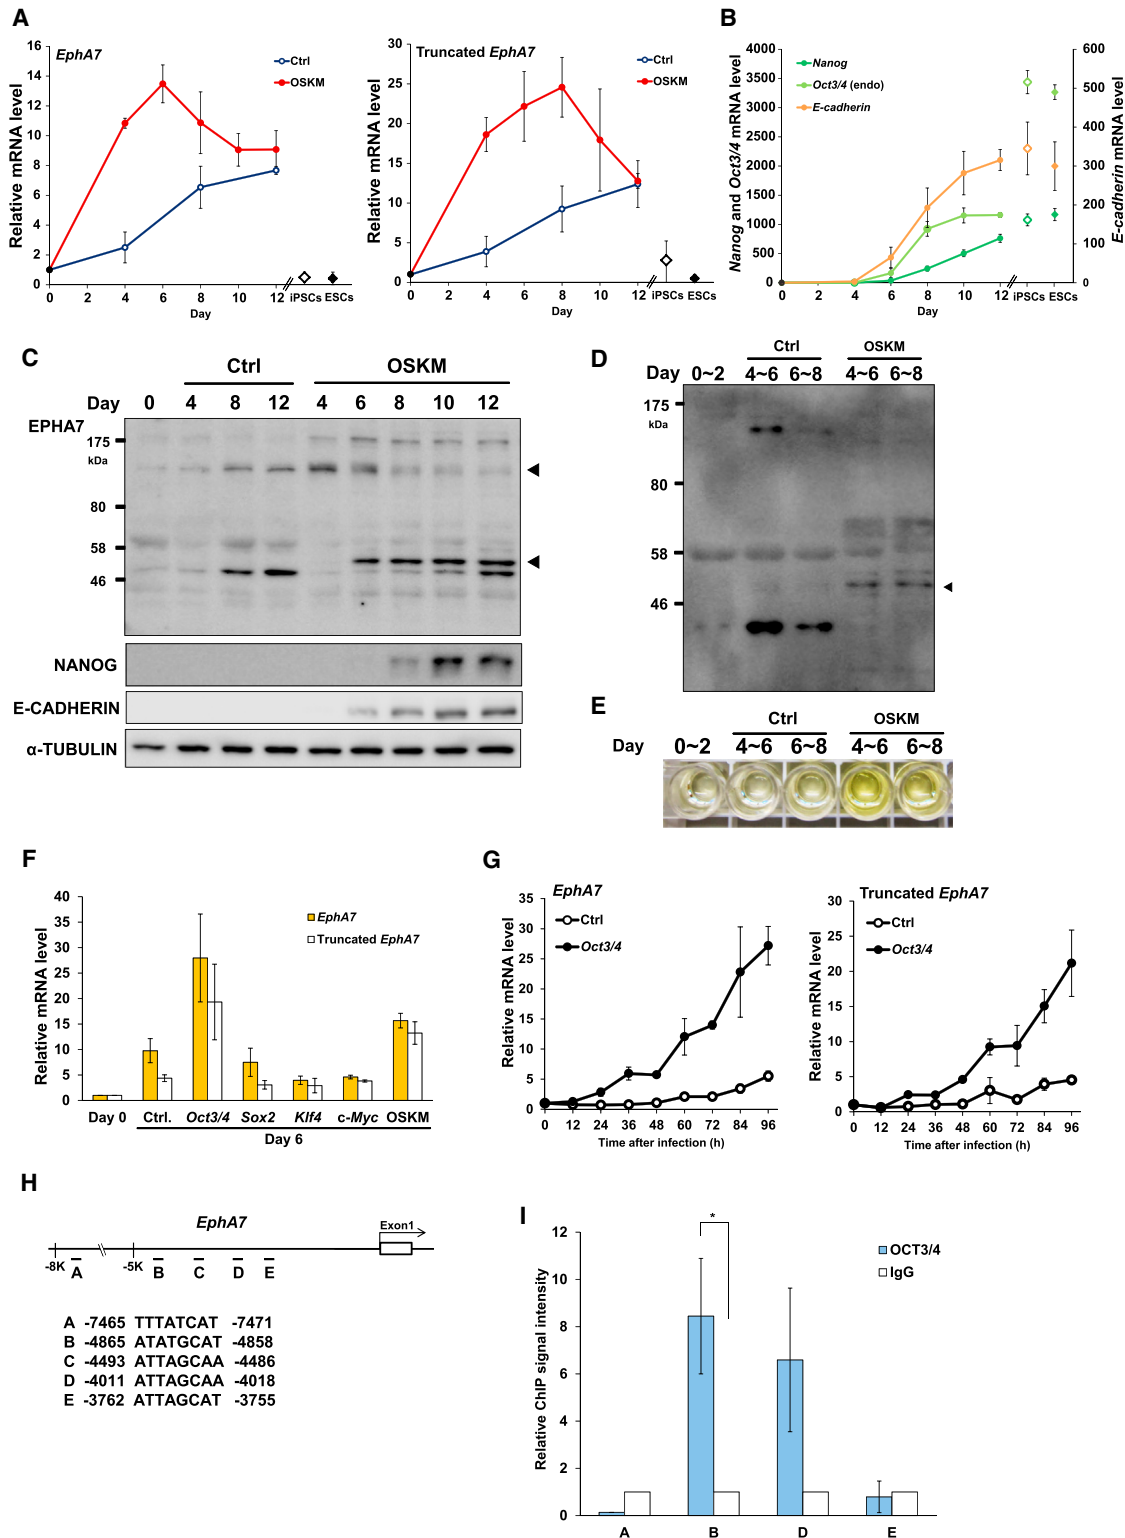 A
EphA7
Ctrl
OSKM
Relative mRNA level
16
14
12
10
8
6
4
2
0
0 2 4 6 8 10 12 iPSCs ESCs
Day
Truncated EphA7
Ctrl
OSKM
Relative mRNA level
30
25
20
15
10
5
0
0 2 4 6 8 10 12 iPSCs ESCs
Day
B
Nanog
Oct3/4 (endo)
E-cadherin
Nanog and Oct3/4 mRNA level
4000
3500
3000
2500
2000
1500
1000
500
0
600
500
400
300
200
100
0
E-cadherin mRNA level
0 2 4 6 8 10 12 iPSCs ESCs
Day
C
Ctrl OSKM
Day 0 4 8 12 4 6 8 10 12
EPHA7
175
kDa
80
58
46
NANOG
E-CADHERIN
α-TUBULIN
D
Ctrl OSKM
Day 0~2 4~6 6~8 4~6 6~8
175
kDa
80
58
46
E
Ctrl OSKM
Day 0~2 4~6 6~8 4~6 6~8
F
EphA7
Truncated EphA7
Relative mRNA level
40
35
30
25
20
15
10
5
0
Day 0 Ctrl. Oct3/4 Sox2 Klf4 c-Myc OSKM
Day 6
G
EphA7
Ctrl
Oct3/4
Relative mRNA level
35
30
25
20
15
10
5
0
0 12 24 36 48 60 72 84 96
Time after infection (h)
Truncated EphA7
Ctrl
Oct3/4
Relative mRNA level
30
25
20
15
10
5
0
0 12 24 36 48 60 72 84 96
Time after infection (h)
H
EphA7
Exon1
-8K -5K
A B C D E
A -7465 TTTATCAT -7471
B -4865 ATATGCAT -4858
C -4493 ATTAGCAA -4486
D -4011 ATTAGCAA -4018
E -3762 ATTAGCAT -3755
I
*
OCT3/4
IgG
Relative ChIP signal intensity
12
10
8
6
4
2
0
A B D E